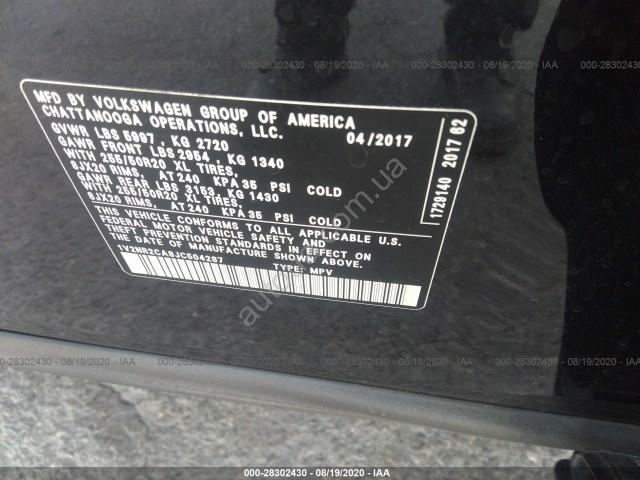 MFD BY VOLKSWAGEN GROUP OF AMERICA
CHATTANOOGA OPERATIONS, LLC.
04/2017
GVWR LBS 5997 , KG 2720
GAWR FRONT LBS 2954 , KG 1340
WITH 255/50R20 XL TIRES,
8JX20 RIMS, AT 240 KPA 35 PSI COLD
GAWR REAR LBS 3153 , KG 1430
WITH 255/50R20 XL TIRES,
8JX20 RIMS, AT 240 KPA 35 PSI COLD
THIS VEHICLE CONFORMS TO ALL APPLICABLE U.S.
FEDERAL MOTOR VEHICLE SAFETY AND
THEFT PREVENTION STANDARDS IN EFFECT ON
THE DATE OF MANUFACTURE SHOWN ABOVE.
1V2NR2CA8JC504287
TYPE: MPV
1729140 2017 62
000-28302430 - 08/19/2020 - IAA